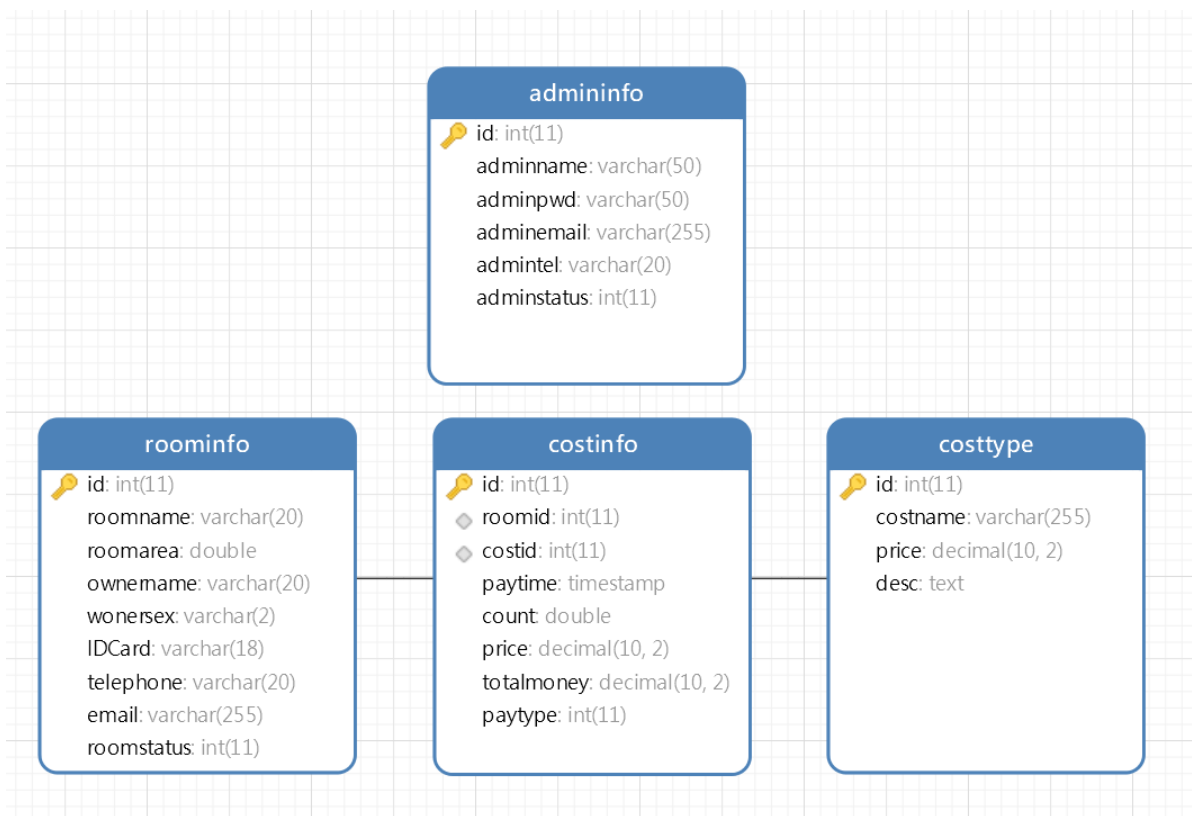 admininfo
id: int(11)
adminname: varchar(50)
adminpwd: varchar(50)
adminemail: varchar(255)
admintel: varchar(20)
adminstatus: int(11)
roominfo
id: int(11)
roomname: varchar(20)
roomarea: double
ownername: varchar(20)
wonersex: varchar(2)
IDCard: varchar(18)
telephone: varchar(20)
email: varchar(255)
roomstatus: int(11)
costinfo
id: int(11)
roomid: int(11)
costid: int(11)
paytime: timestamp
count: double
price: decimal(10, 2)
totalmoney: decimal(10, 2)
paytype: int(11)
costtype
id: int(11)
costname: varchar(255)
price: decimal(10, 2)
desc: text